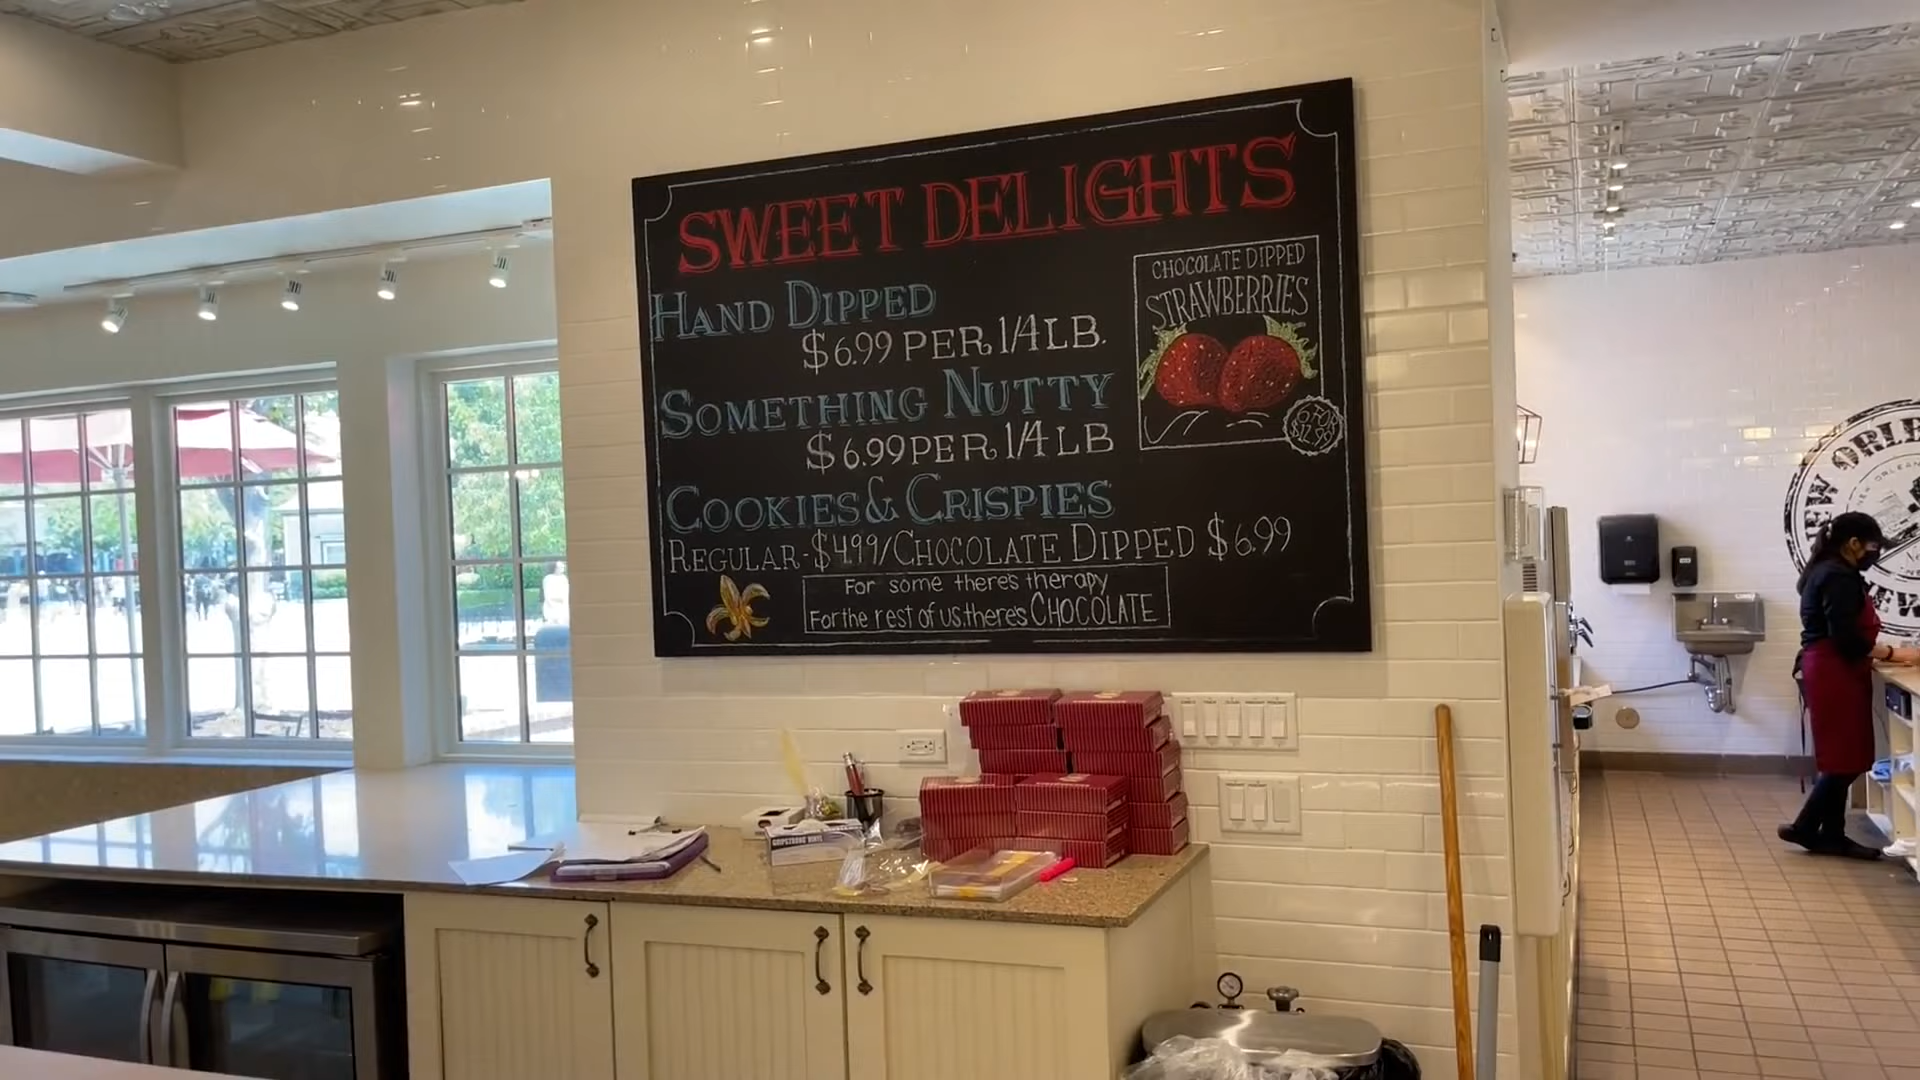 SWEET DELIGHTS
HAND DIPPED
$6.99 PER 1/4 LB.
SOMETHING NUTTY
$6.99 PER 1/4 LB
COOKIES & CRISPIES
REGULAR-$4.99/CHOCOLATE DIPPED $6.99
For some there's therapy
For the rest of us, there's CHOCOLATE
CHOCOLATE DIPPED
STRAWBERRIES
6 FOR
$12.99
NEW ORLE